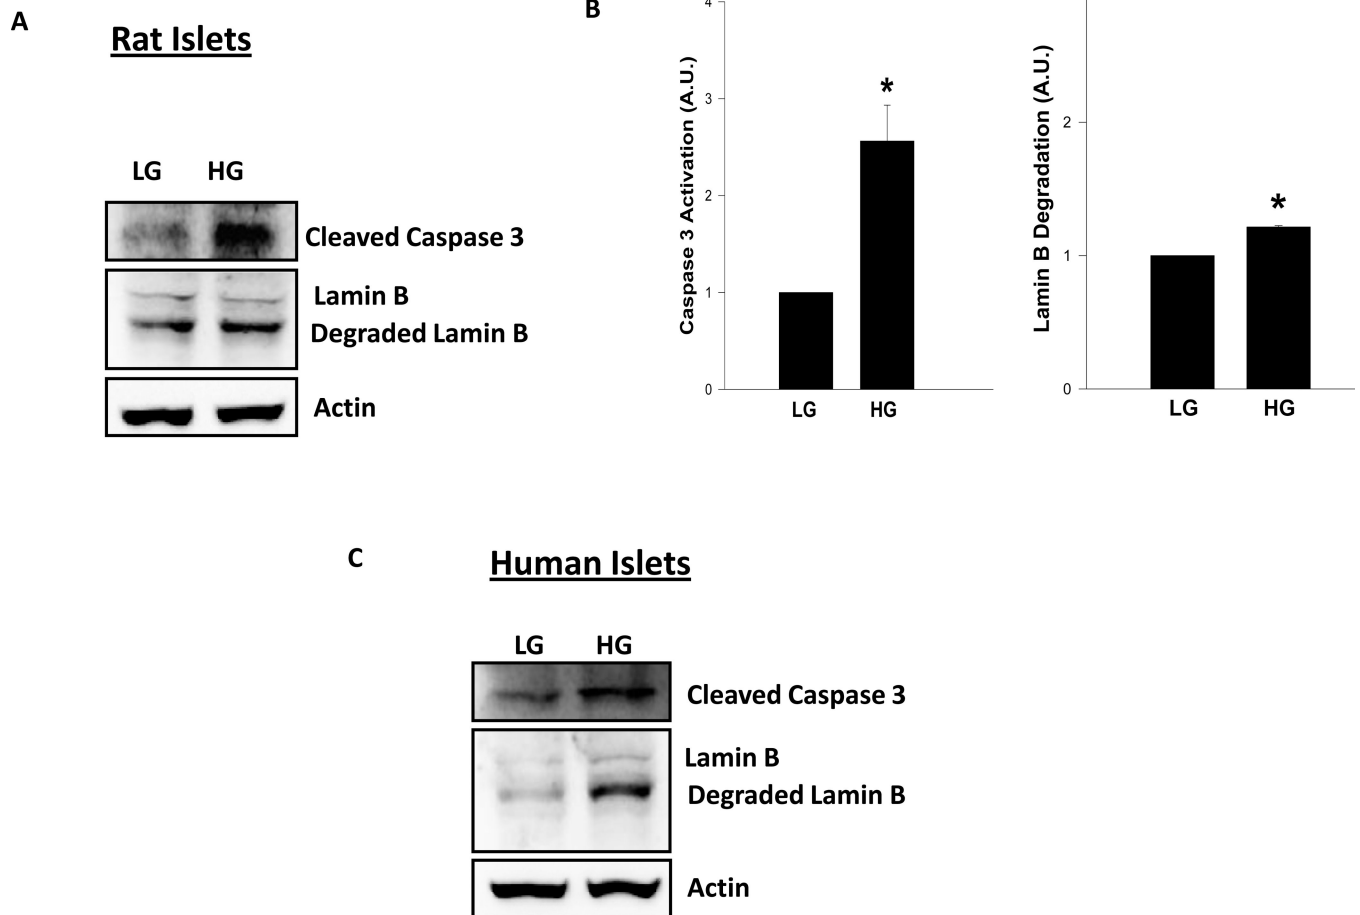 A
Rat Islets
LG HG
Cleaved Caspase 3
Lamin B
Degraded Lamin B
Actin
B
Caspase 3 Activation (A.U.)
4
3
2
1
0
*
LG HG
Lamin B Degradation (A.U.)
2
1
0
*
LG HG
C
Human Islets
LG HG
Cleaved Caspase 3
Lamin B
Degraded Lamin B
Actin